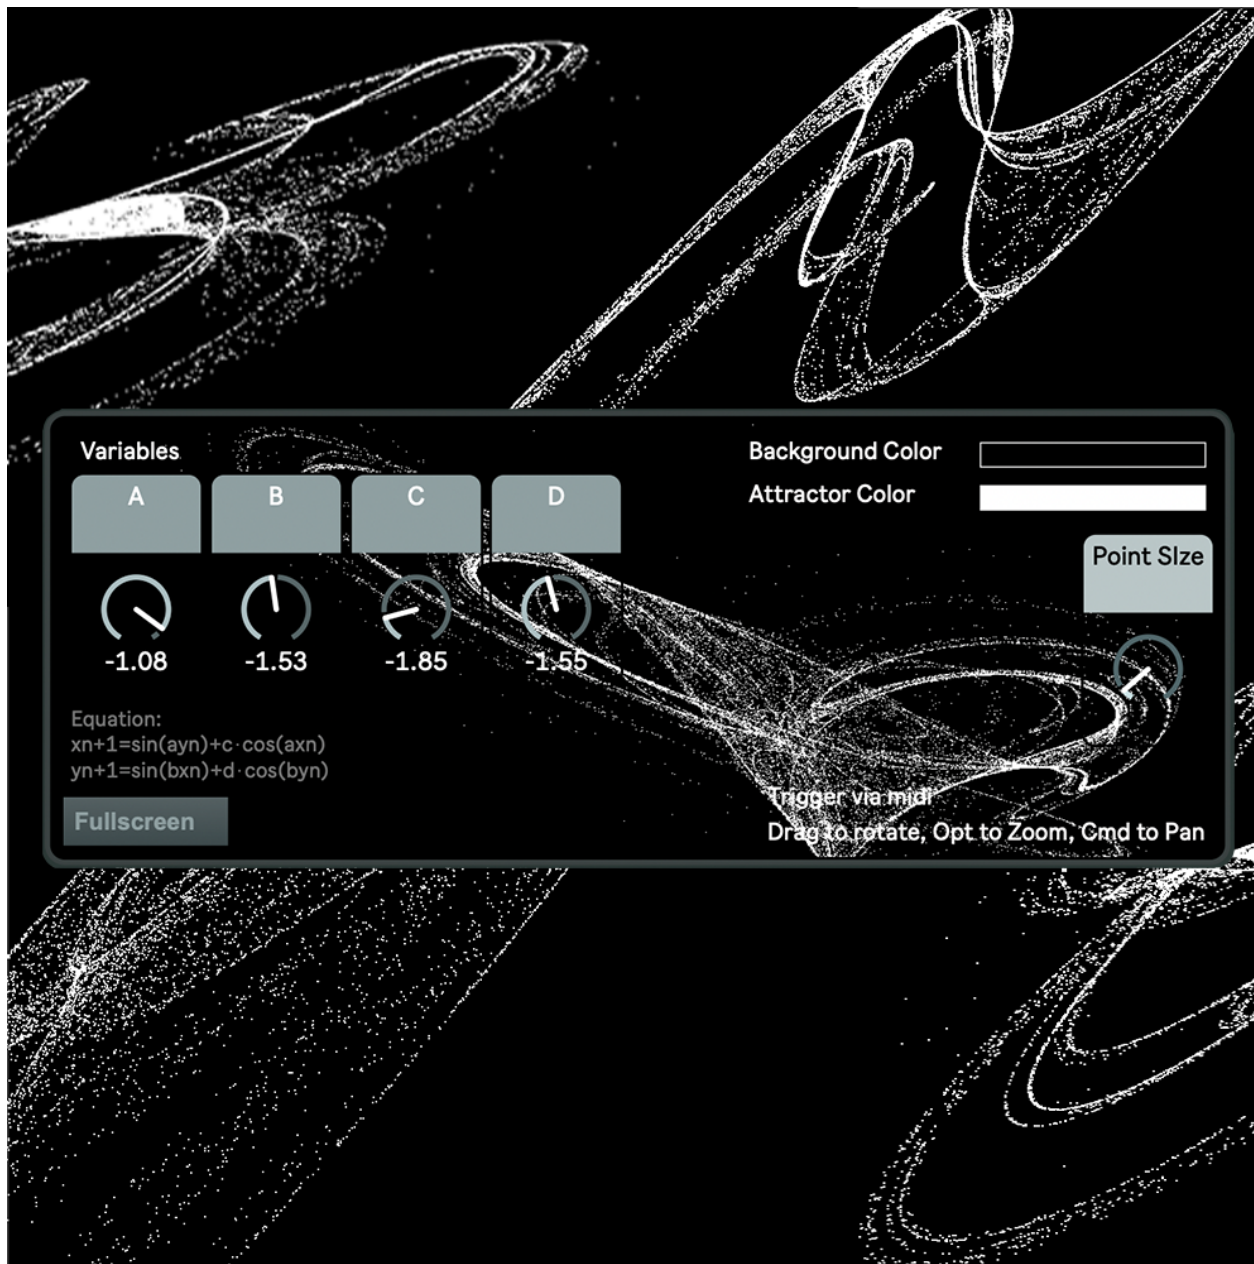 Variables
A
B
C
D
-1.08
-1.53
-1.85
-1.55
Equation:
xn+1=sin(ayn)+c·cos(axn)
yn+1=sin(bxn)+d·cos(byn)
Fullscreen
Background Color
Attractor Color
Point SIze
Trigger via midi
Drag to rotate, Opt to Zoom, Cmd to Pan